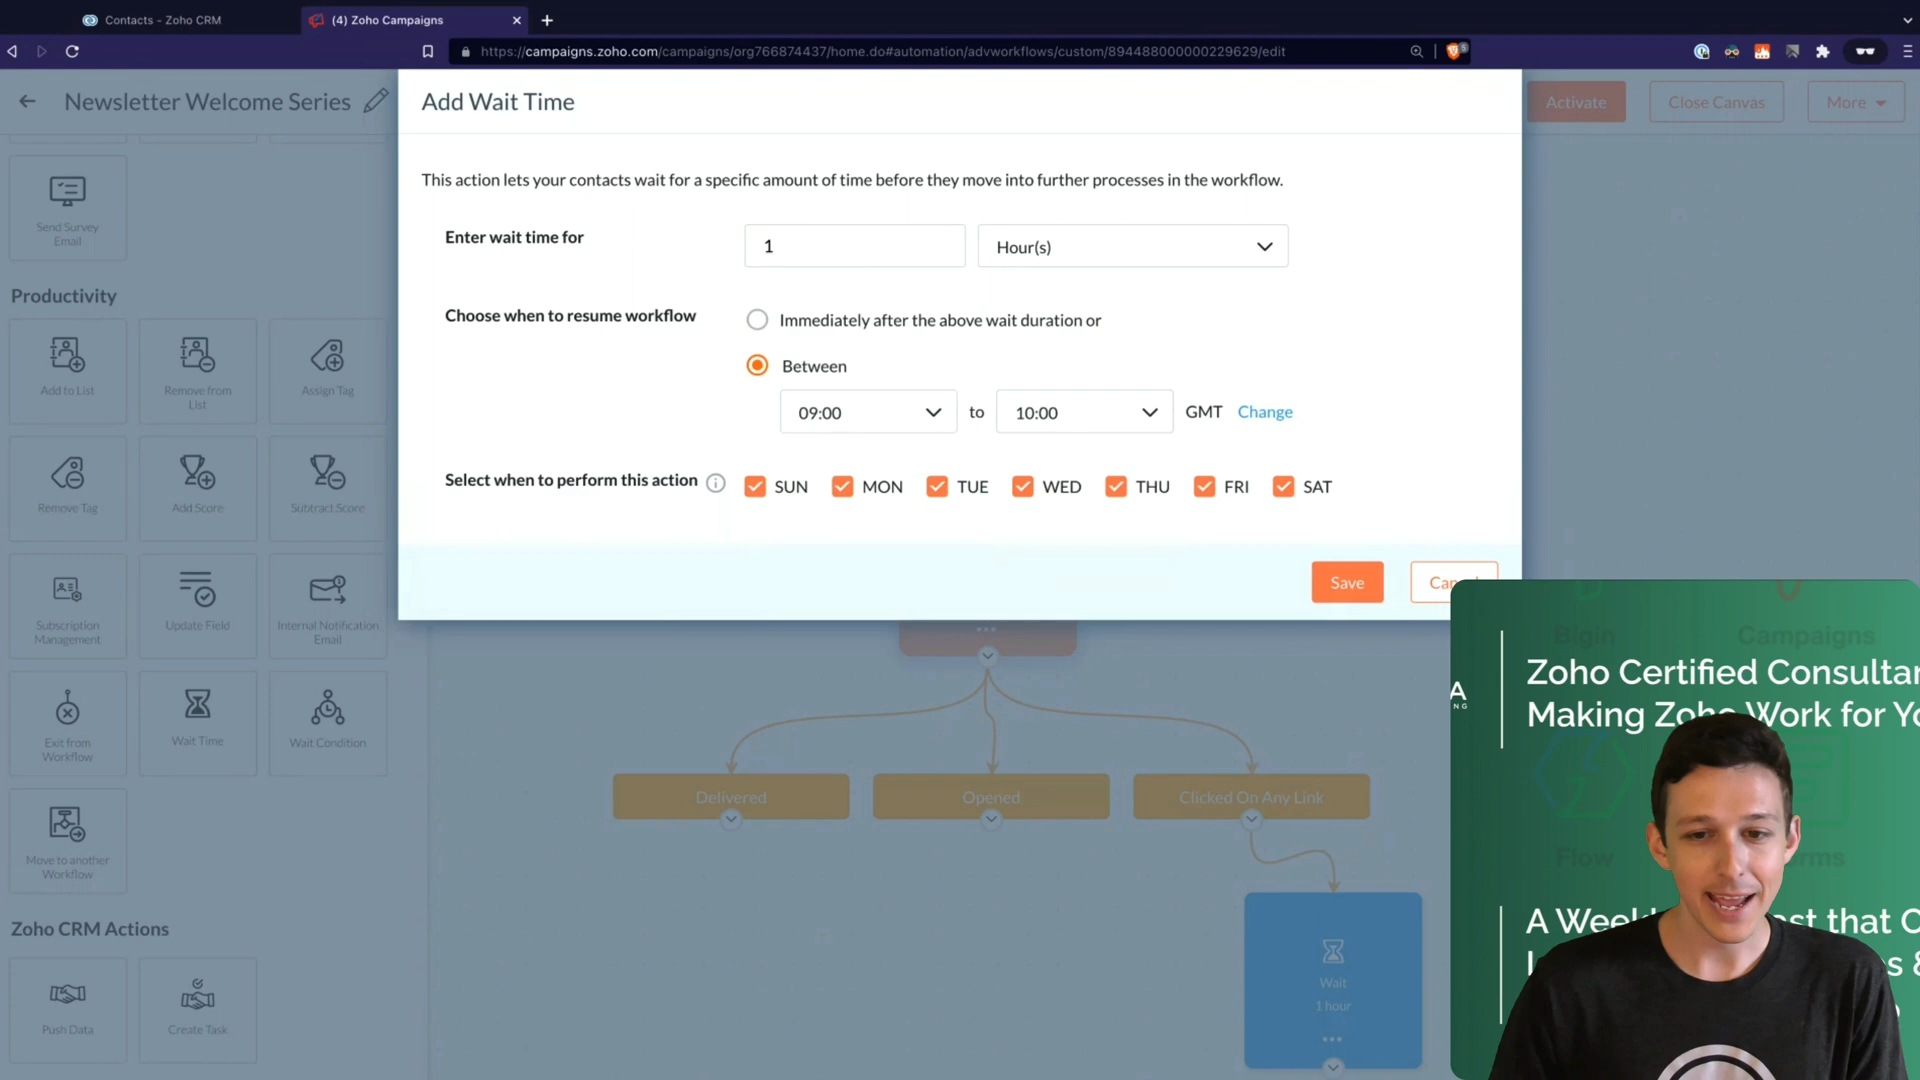 Contacts - Zoho CRM
(4) Zoho Campaigns
https://campaigns.zoho.com/campaigns/org766874437/home.do#automation/advworkflows/custom/894488000000229629/edit
Newsletter Welcome Series
Add Wait Time
Activate
Close Canvas
More
This action lets your contacts wait for a specific amount of time before they move into further processes in the workflow.
Enter wait time for
1
Hour(s)
Choose when to resume workflow
Immediately after the above wait duration or
Between
09:00
to
10:00
GMT
Change
Select when to perform this action
SUN
MON
TUE
WED
THU
FRI
SAT
Save
Send Survey
Email
Productivity
Add to List
Remove from
List
Assign Tag
Remove Tag
Add Score
Subtract Score
Subscription
Management
Update Field
Internal Notification
Email
Exit from
Workflow
Wait Time
Wait Condition
Move to another
Workflow
Zoho CRM Actions
Push Data
Create Task
Delivered
Opened
Clicked On Any Link
Wait
1 hour
Bigin
Campaigns
Zoho Certified Consultan
Making Zoho Work for Yo
Flow
that